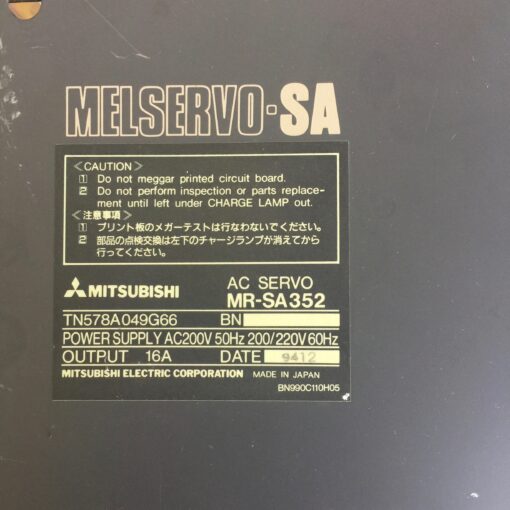 MELSERVO-SA
〈CAUTION〉
1 Do not meggar printed circuit board.
2 Do not perform inspection or parts replace-
ment until left under CHARGE LAMP out.
〈注意事項〉
1 プリント板のメガーテストは行なわないでください。
2 部品の点検交換は左下のチャージランプが消えてから
行ってください。
MITSUBISHI AC SERVO
MR-SA352
TN578A049G66 BN
POWER SUPPLY AC200V 50Hz 200/220V 60Hz
OUTPUT 16A DATE 9412
MITSUBISHI ELECTRIC CORPORATION MADE IN JAPAN
BN990C110H05